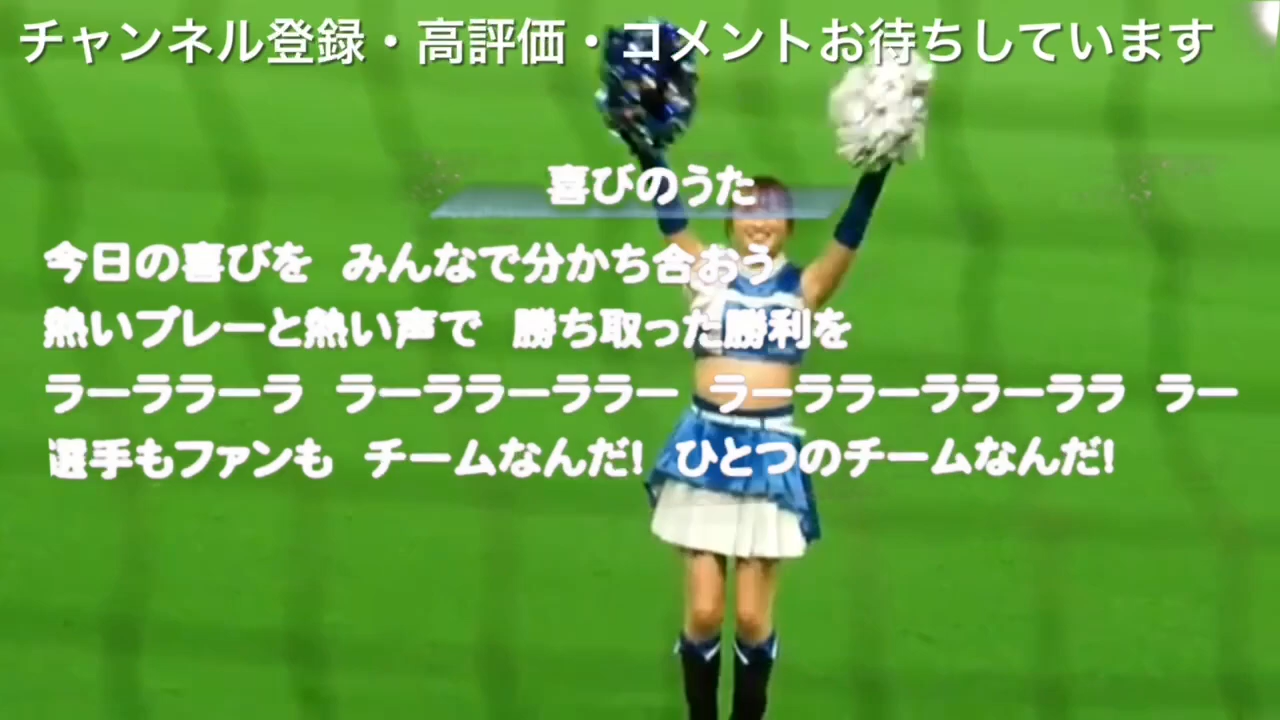 チャンネル登録・高評価・コメントお待ちしています
喜びのうた
今日の喜びを みんなで分かち合おう
熱いプレーと熱い声で 勝ち取った勝利を
ラーララーラ ラーララーララー ラーララーララーララ ラー
選手もファンも チームなんだ! ひとつのチームなんだ!